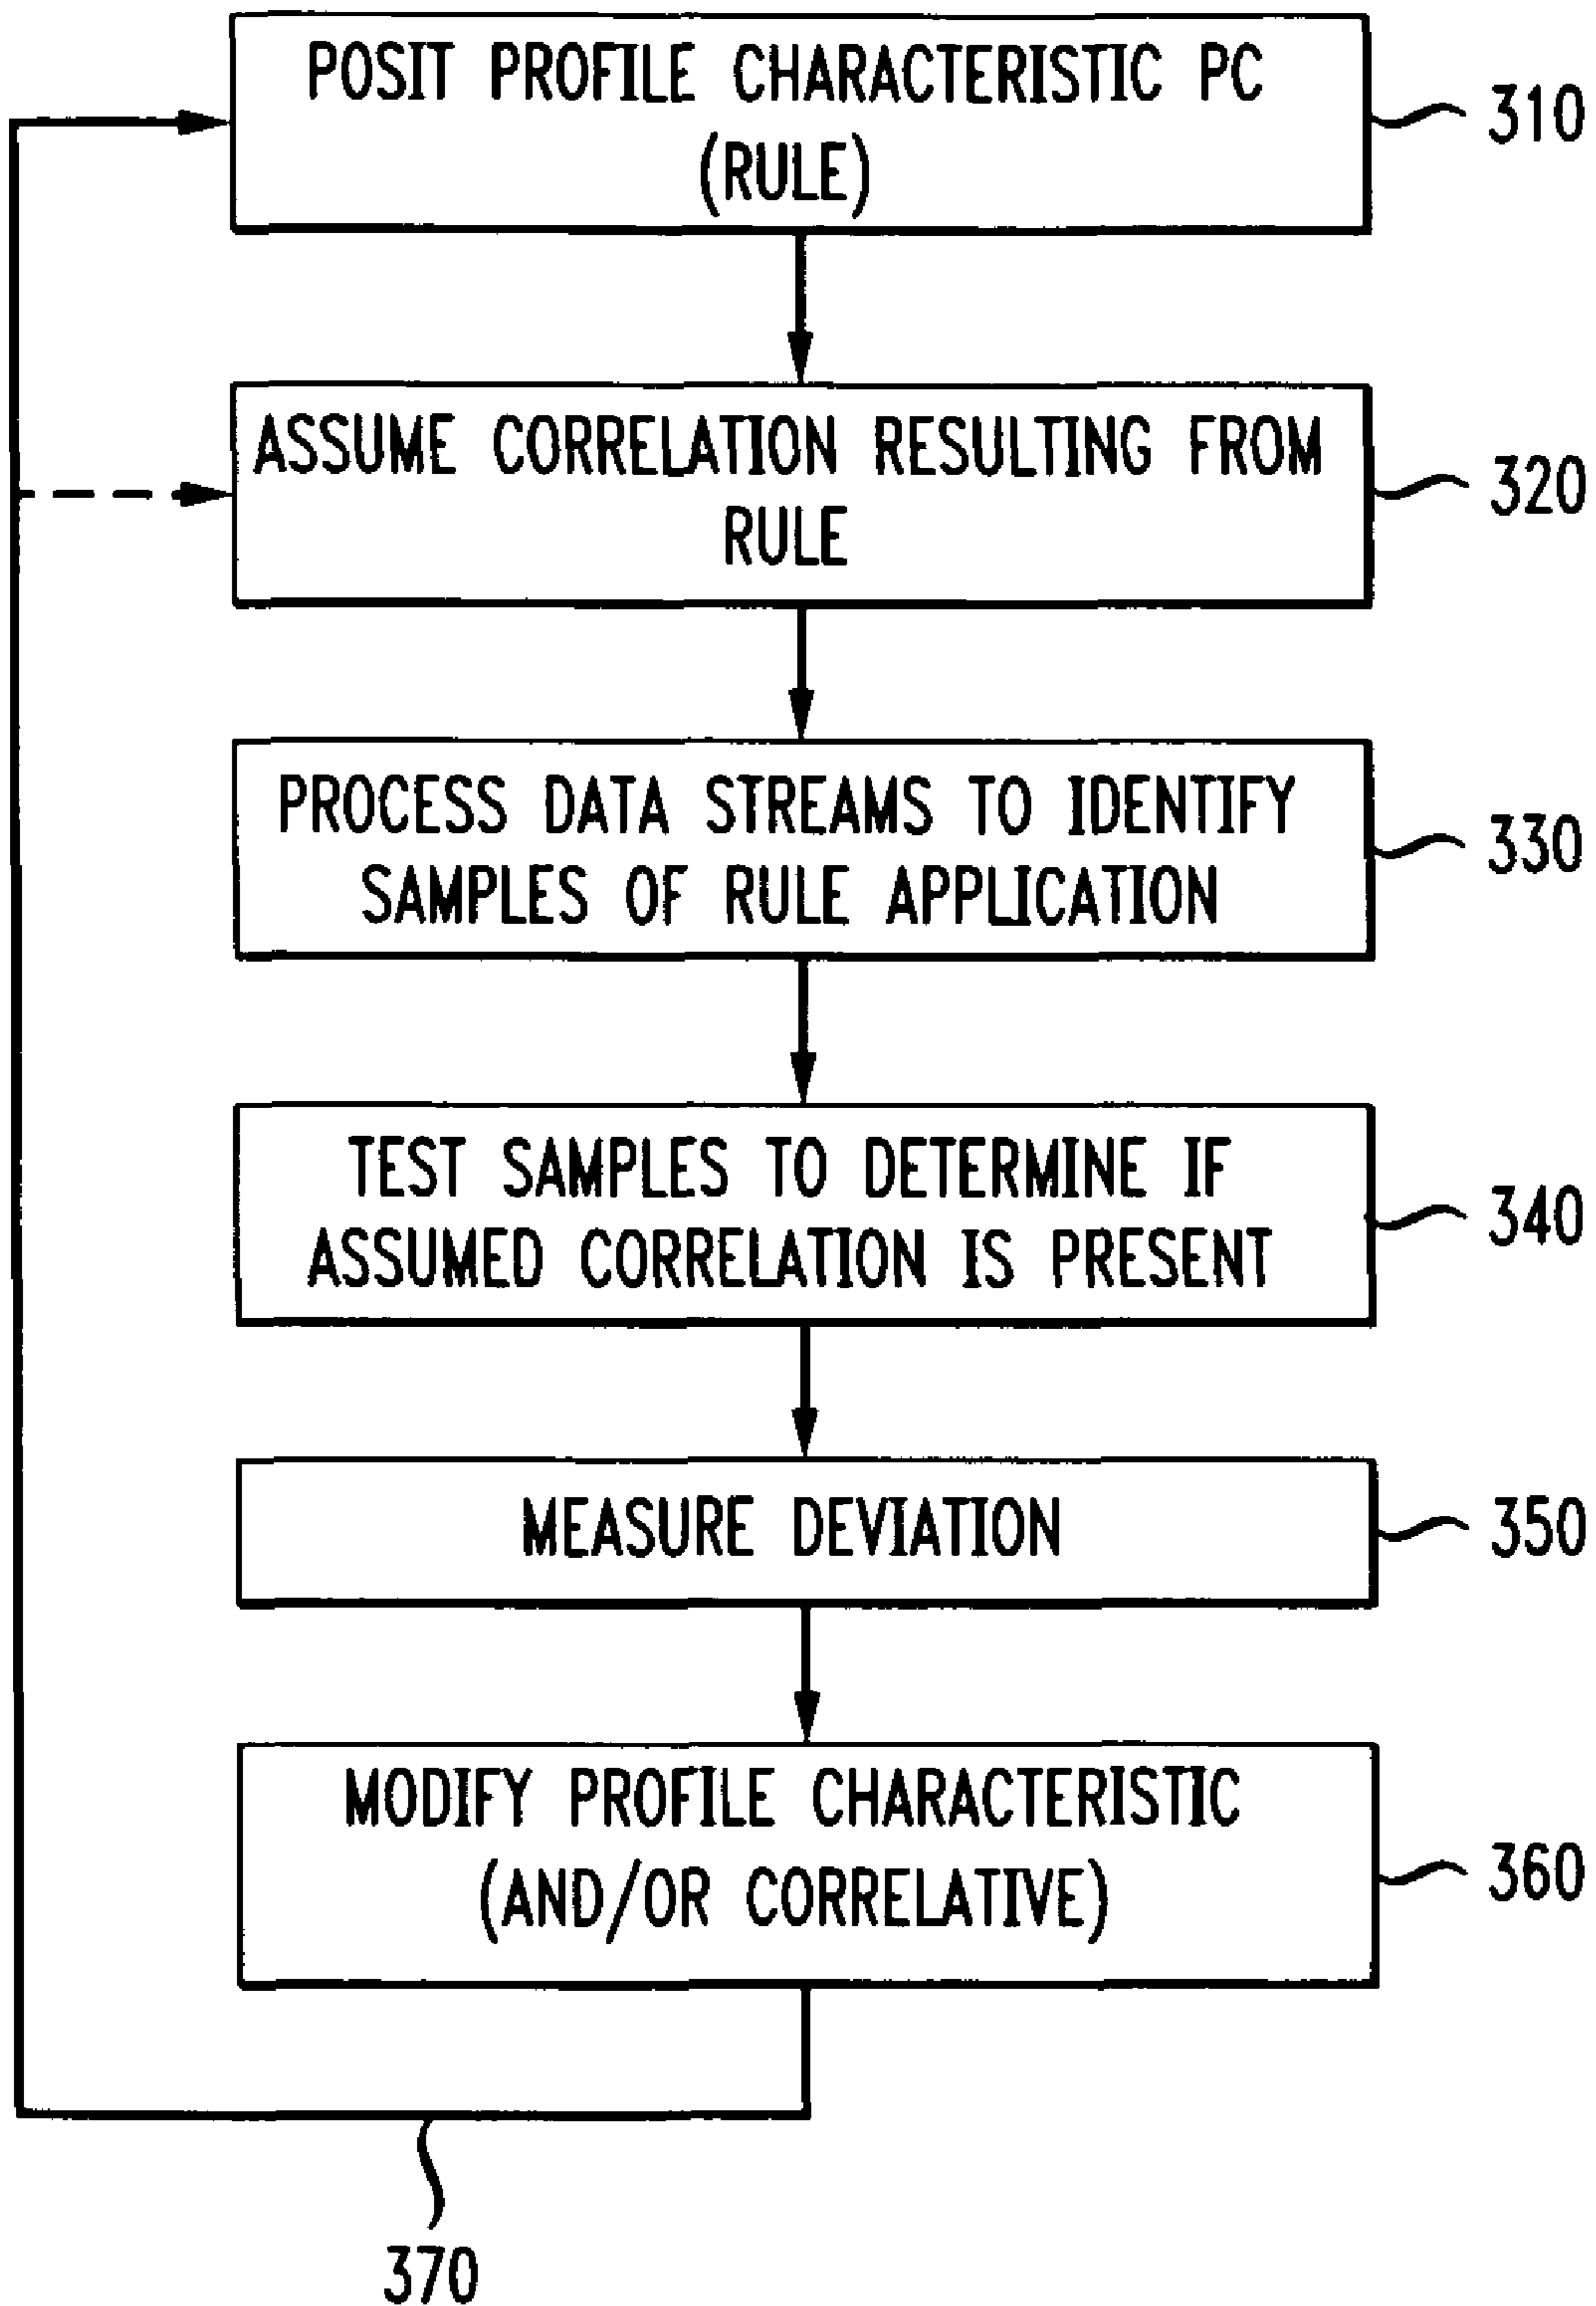 POSIT PROFILE CHARACTERISTIC PC
(RULE)
310
ASSUME CORRELATION RESULTING FROM
RULE
320
PROCESS DATA STREAMS TO IDENTIFY
SAMPLES OF RULE APPLICATION
330
TEST SAMPLES TO DETERMINE IF
ASSUMED CORRELATION IS PRESENT
340
MEASURE DEVIATION
350
MODIFY PROFILE CHARACTERISTIC
(AND/OR CORRELATIVE)
360
370